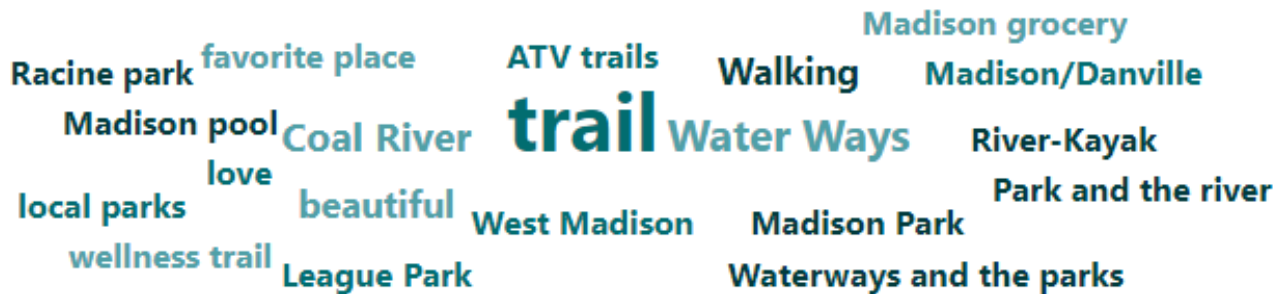 Madison grocery
favorite place
ATV trails
Racine park
Walking
Madison/Danville
Madison pool
Coal River
trail
Water Ways
River-Kayak
love
Park and the river
local parks
beautiful
West Madison
Madison Park
wellness trail
League Park
Waterways and the parks